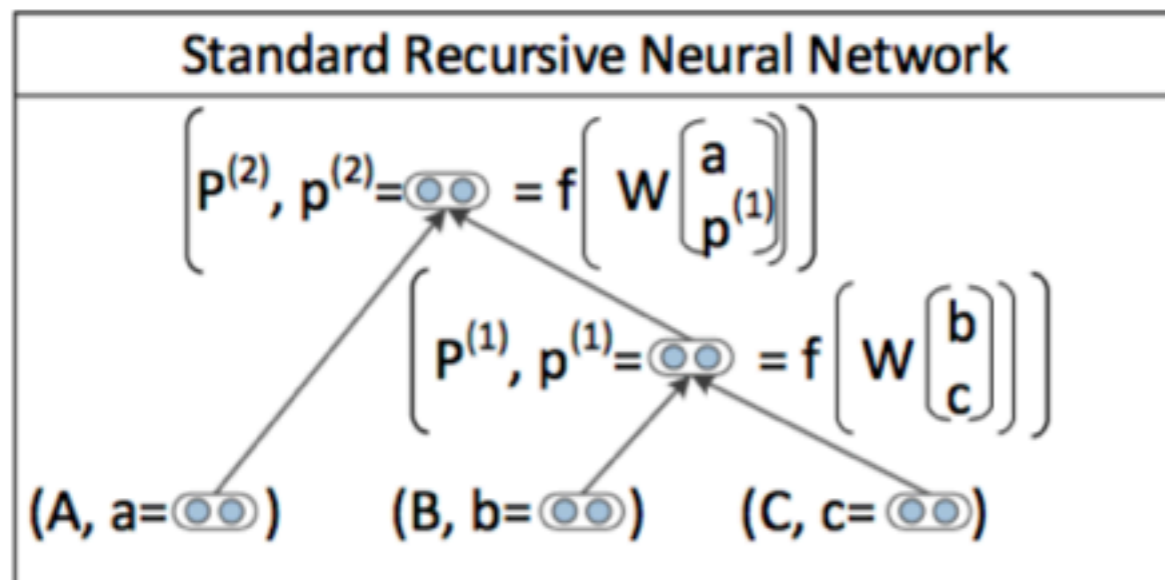 Standard Recursive Neural Network
(P^(2), p^(2)= = f(W[a p^(1)]))
(P^(1), p^(1)= = f(W[b c]))
(A, a= ) (B, b= ) (C, c= )